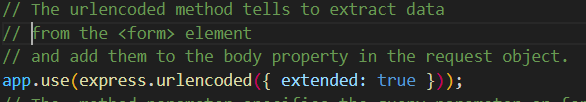 // The urlencoded method tells to extract data
// from the <form> element
// and add them to the body property in the request object.
app.use(express.urlencoded({ extended: true }));